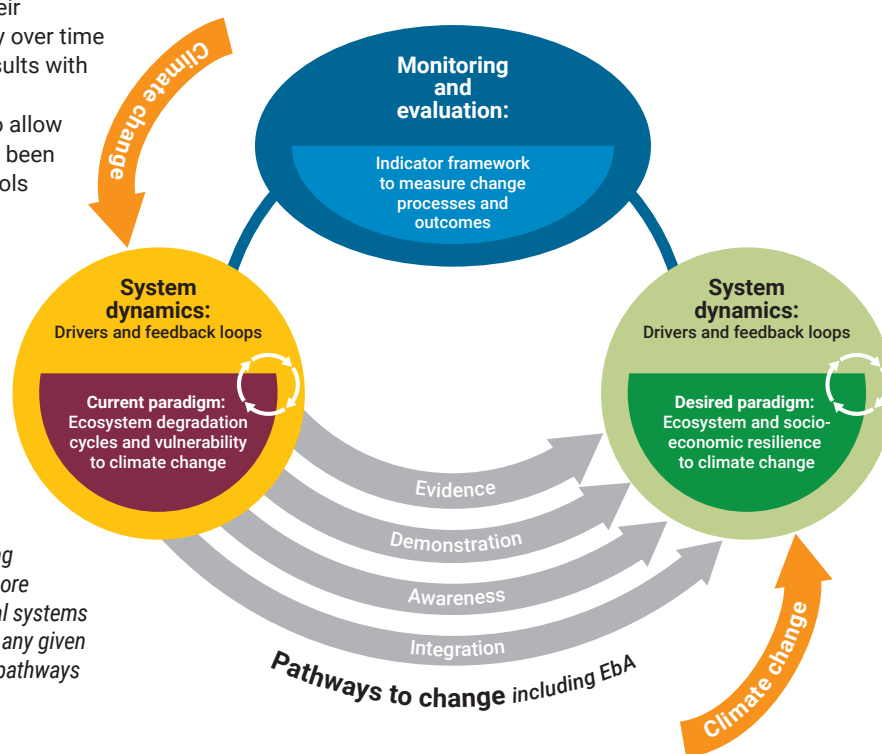 eir
y over time
sults with
o allow
been
ols
Climate change
Monitoring
and
evaluation:
Indicator framework
to measure change
processes and
outcomes
System
dynamics:
Drivers and feedback loops
Current paradigm:
Ecosystem degradation
cycles and vulnerability
to climate change
System
dynamics:
Drivers and feedback loops
Desired paradigm:
Ecosystem and socio-
economic resilience
to climate change
Evidence
Demonstration
Awareness
Integration
Pathways to change including EbA
Climate change
ng
ore
al systems
any given
pathways